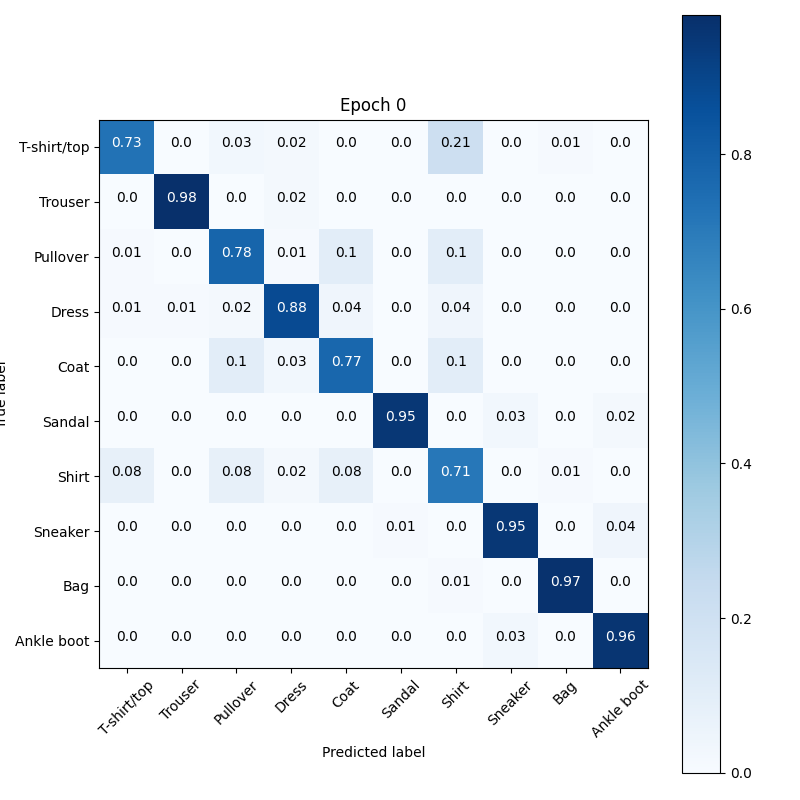 Epoch 0
T-shirt/top 0.73 0.0 0.03 0.02 0.0 0.0 0.21 0.0 0.01 0.0
Trouser 0.0 0.98 0.0 0.02 0.0 0.0 0.0 0.0 0.0 0.0
Pullover 0.01 0.0 0.78 0.01 0.1 0.0 0.1 0.0 0.0 0.0
Dress 0.01 0.01 0.02 0.88 0.04 0.0 0.04 0.0 0.0 0.0
Coat 0.0 0.0 0.1 0.03 0.77 0.0 0.1 0.0 0.0 0.0
Sandal 0.0 0.0 0.0 0.0 0.0 0.95 0.0 0.03 0.0 0.02
Shirt 0.08 0.0 0.08 0.02 0.08 0.0 0.71 0.0 0.01 0.0
Sneaker 0.0 0.0 0.0 0.0 0.0 0.01 0.0 0.95 0.0 0.04
Bag 0.0 0.0 0.0 0.0 0.0 0.0 0.01 0.0 0.97 0.0
Ankle boot 0.0 0.0 0.0 0.0 0.0 0.0 0.0 0.03 0.0 0.96
T-shirt/top Trouser Pullover Dress Coat Sandal Shirt Sneaker Bag Ankle boot
Predicted label
0.8
0.6
0.4
0.2
0.0